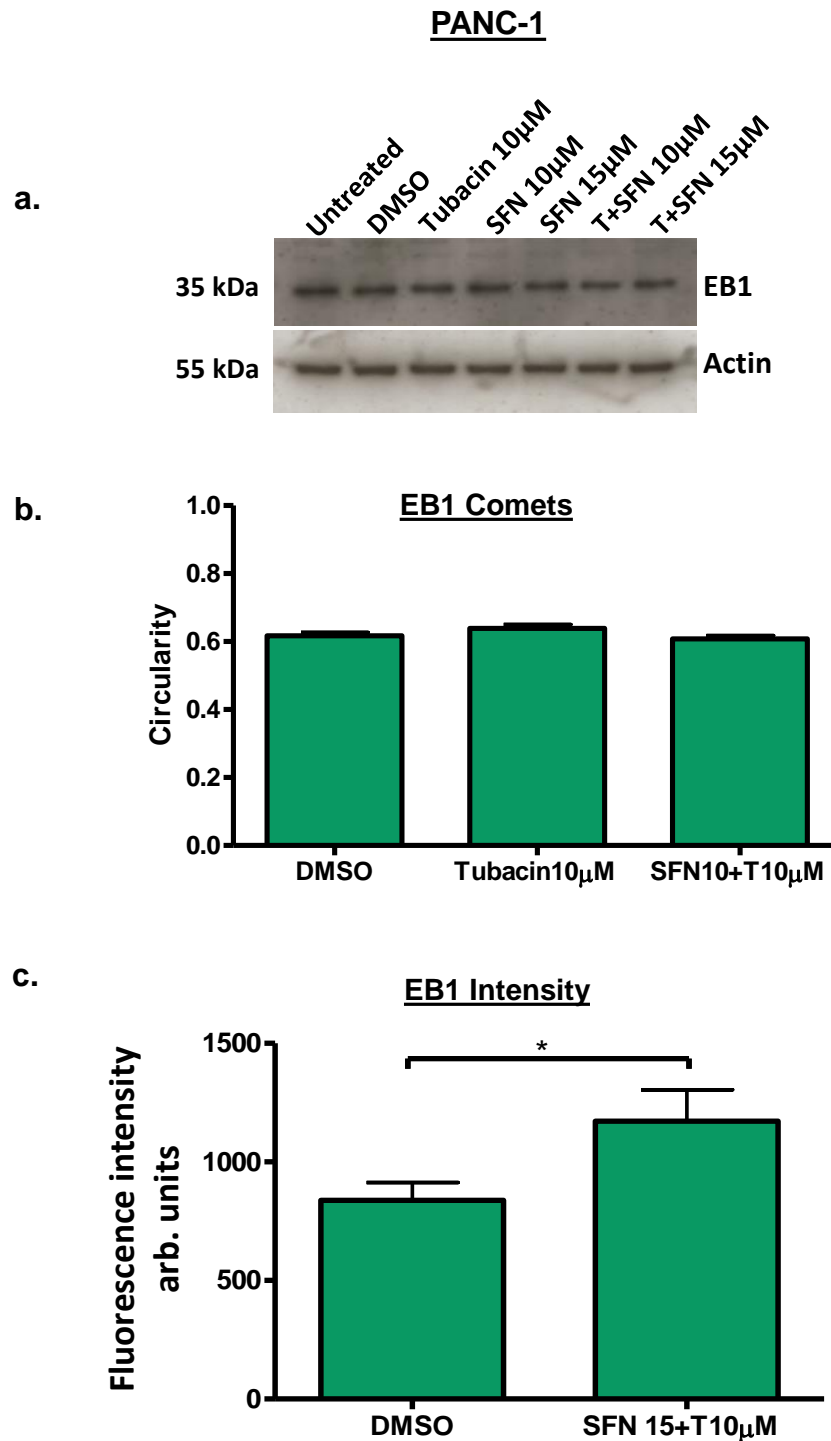 PANC-1
a.
Untreated
DMSO
Tubacin 10μM
SFN 10μM
SFN 15μM
T+SFN 10μM
T+SFN 15μM
35 kDa
EB1
55 kDa
Actin
b.
EB1 Comets
Circularity
1.0
0.8
0.6
0.4
0.2
0.0
DMSO
Tubacin10μM
SFN10+T10μM
c.
EB1 Intensity
Fluorescence intensity
arb. units
1500
1000
500
0
*
DMSO
SFN 15+T10μM